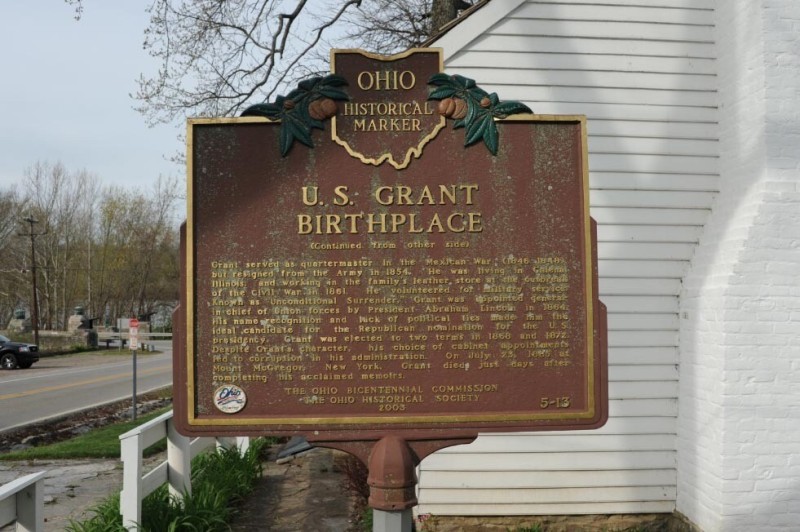 OHIO
HISTORICAL
MARKER
U.S. GRANT
BIRTHPLACE
(Continued from other side)
Grant served as quartermaster in the Mexican War (1846-1848),
but resigned from the Army in 1854. He was living in Galena,
Illinois, and working in the family's leather store at the outbreak
of the Civil War in 1861. He volunteered for military service.
Known as "Unconditional Surrender," Grant was appointed general-
in-chief of Union forces by President Abraham Lincoln in 1864.
His name recognition and lack of political ties made him the
ideal candidate for the Republican nomination for the U.S.
presidency. Grant was elected to two terms in 1868 and 1872.
Despite Grant's character, his choice of cabinet appointments
led to corruption in his administration. On July 23, 1885 at
Mount McGregor, New York, Grant died just days after
completing his acclaimed memoirs.
THE OHIO BICENTENNIAL COMMISSION
THE OHIO HISTORICAL SOCIETY
2003
5-13
Ohio